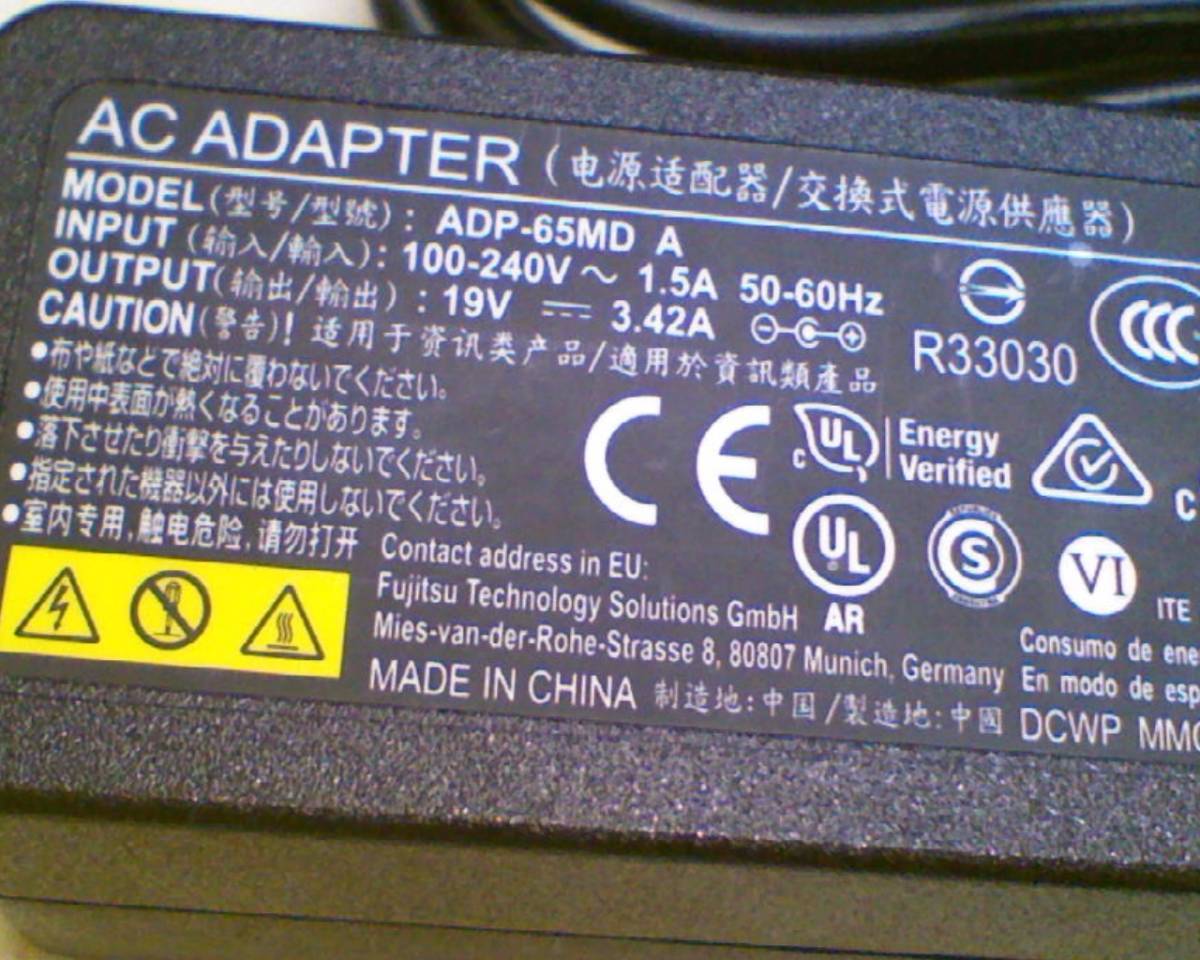 AC ADAPTER (电源适配器/交換式電源供應器)
MODEL(型号/型號): ADP-65MD A
INPUT (输入/輸入): 100-240V ~ 1.5A 50-60Hz
OUTPUT(输出/輸出) : 19V ⎓ 3.42A
R33030
CAUTION(警告)! 适用于资讯类产品/適用於資訊類產品
●布や紙などで絶対に覆わないでください。
●使用中表面が熱くなることがあります。
●落下させたり衝撃を与えたりしないでください。
●指定された機器以外には使用しないでください。
●室内专用,触电危险,请勿打开
CE
c UL
Energy
Verified
UL
AR
S
VI
C
ITE
Contact address in EU:
Fujitsu Technology Solutions GmbH
Mies-van-der-Rohe-Strasse 8, 80807 Munich, Germany
MADE IN CHINA 制造地:中国/製造地:中國
Consumo de
En modo de
DCWP